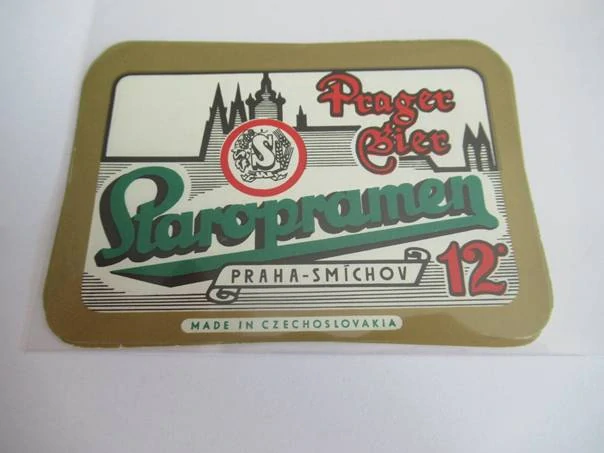 Prager
Bier
S
Staropramen
PRAHA-SMÍCHOV
12°
MADE IN CZECHOSLOVAKIA